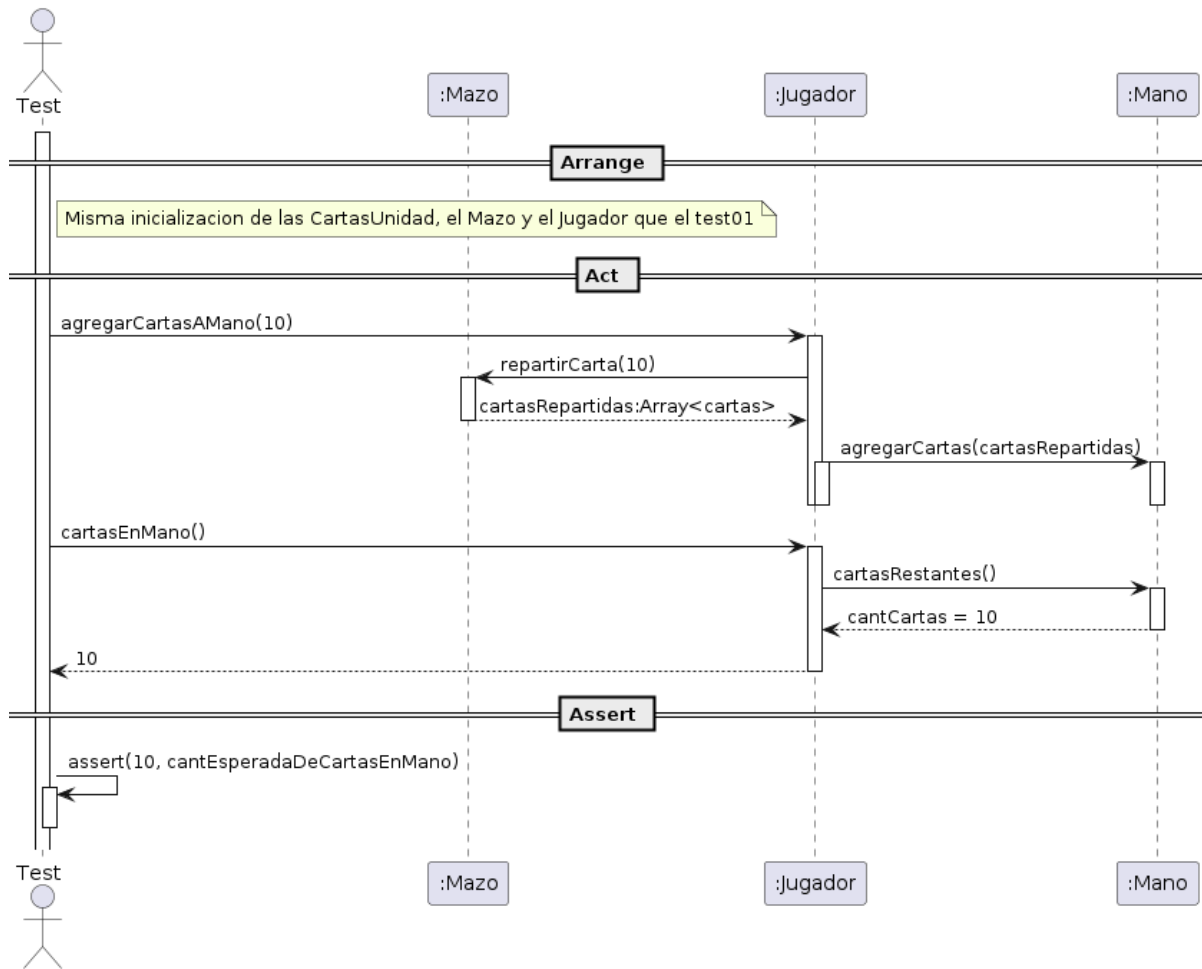 Test
:Mazo
:Jugador
:Mano
Arrange
Misma inicializacion de las CartasUnidad, el Mazo y el Jugador que el test01
Act
agregarCartasAMano(10)
repartirCarta(10)
cartasRepartidas:Array<cartas>
agregarCartas(cartasRepartidas)
cartasEnMano()
cartasRestantes()
cantCartas = 10
10
Assert
assert(10, cantEsperadaDeCartasEnMano)
Test
:Mazo
:Jugador
:Mano